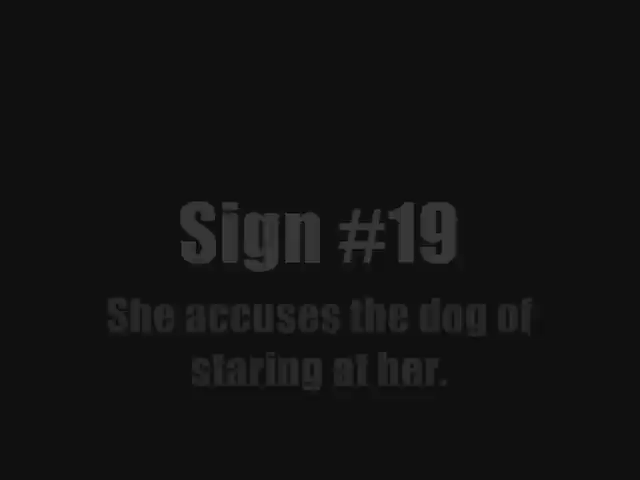 Sign #19
She accuses the dog of
staring at her.